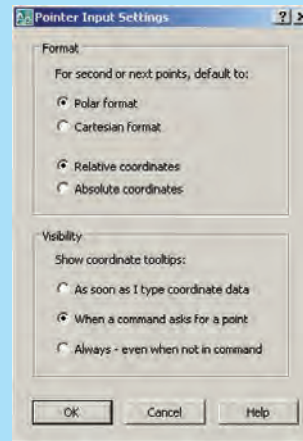 Pointer Input Settings
Format
For second or next points, default to:
Polar format
Cartesian format
Relative coordinates
Absolute coordinates
Visibility
Show coordinate tooltips:
As soon as I type coordinate data
When a command asks for a point
Always - even when not in command
OK
Cancel
Help